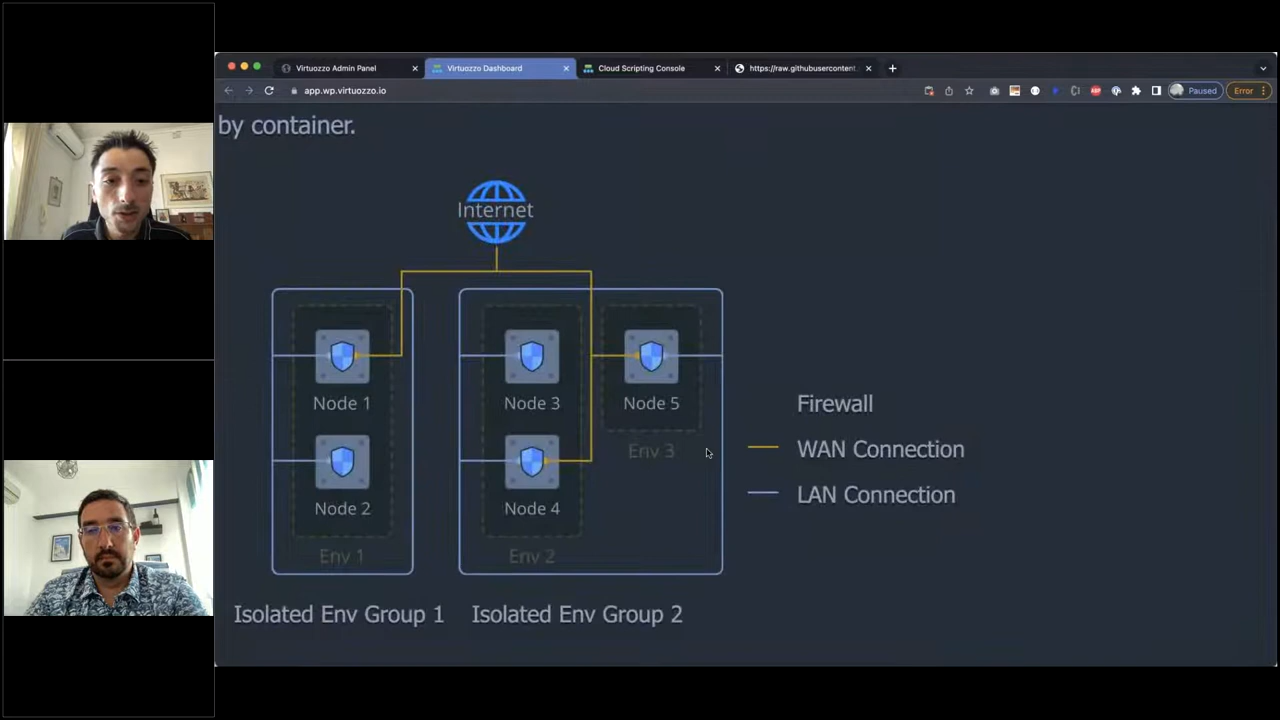 Virtuozzo Admin Panel
Virtuozzo Dashboard
Cloud Scripting Console
https://raw.githubusercontent.
app.wp.virtuozzo.io
Paused
Error
by container.
Internet
Node 1
Node 3
Node 5
Firewall
WAN Connection
Env 3
LAN Connection
Node 2
Node 4
Env 1
Env 2
Isolated Env Group 1
Isolated Env Group 2